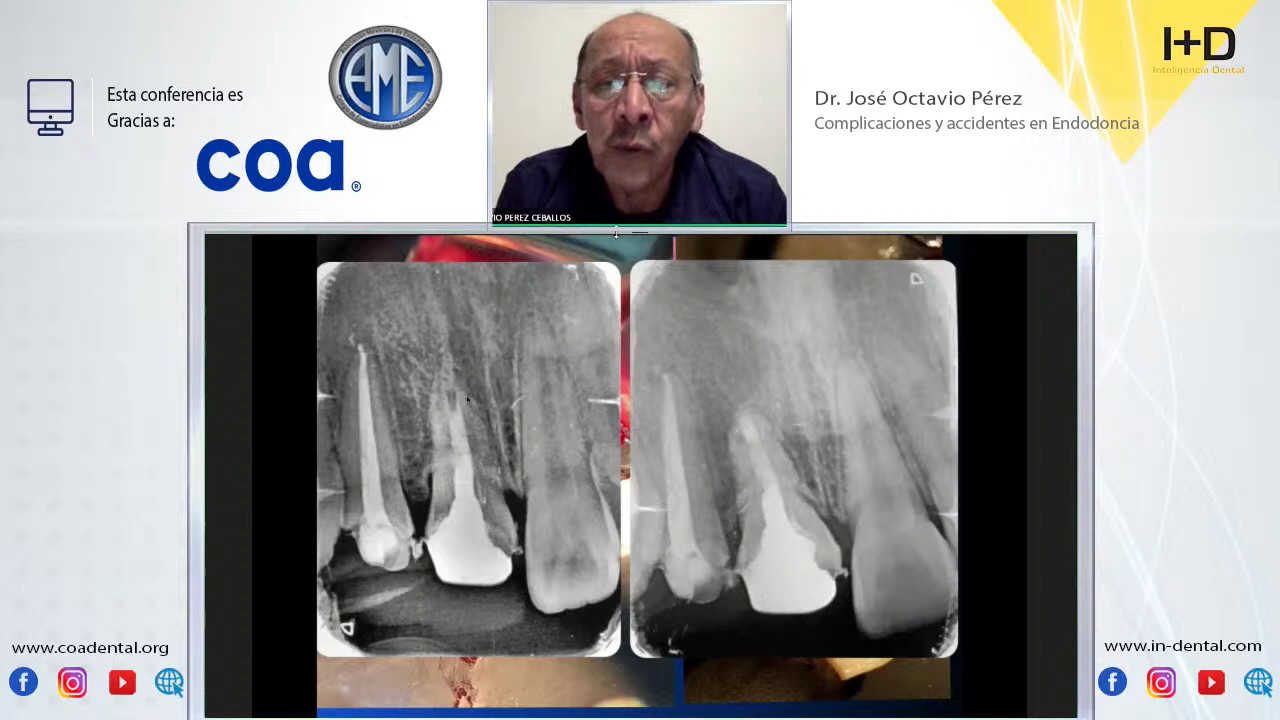 Esta conferencia es
Gracias a:
AME
coa®
IO PEREZ CEBALLOS
Dr. José Octavio Pérez
Complicaciones y accidentes en Endodoncia
I+D
Inteligencia Dental
D
D
www.coadental.org
www.in-dental.com